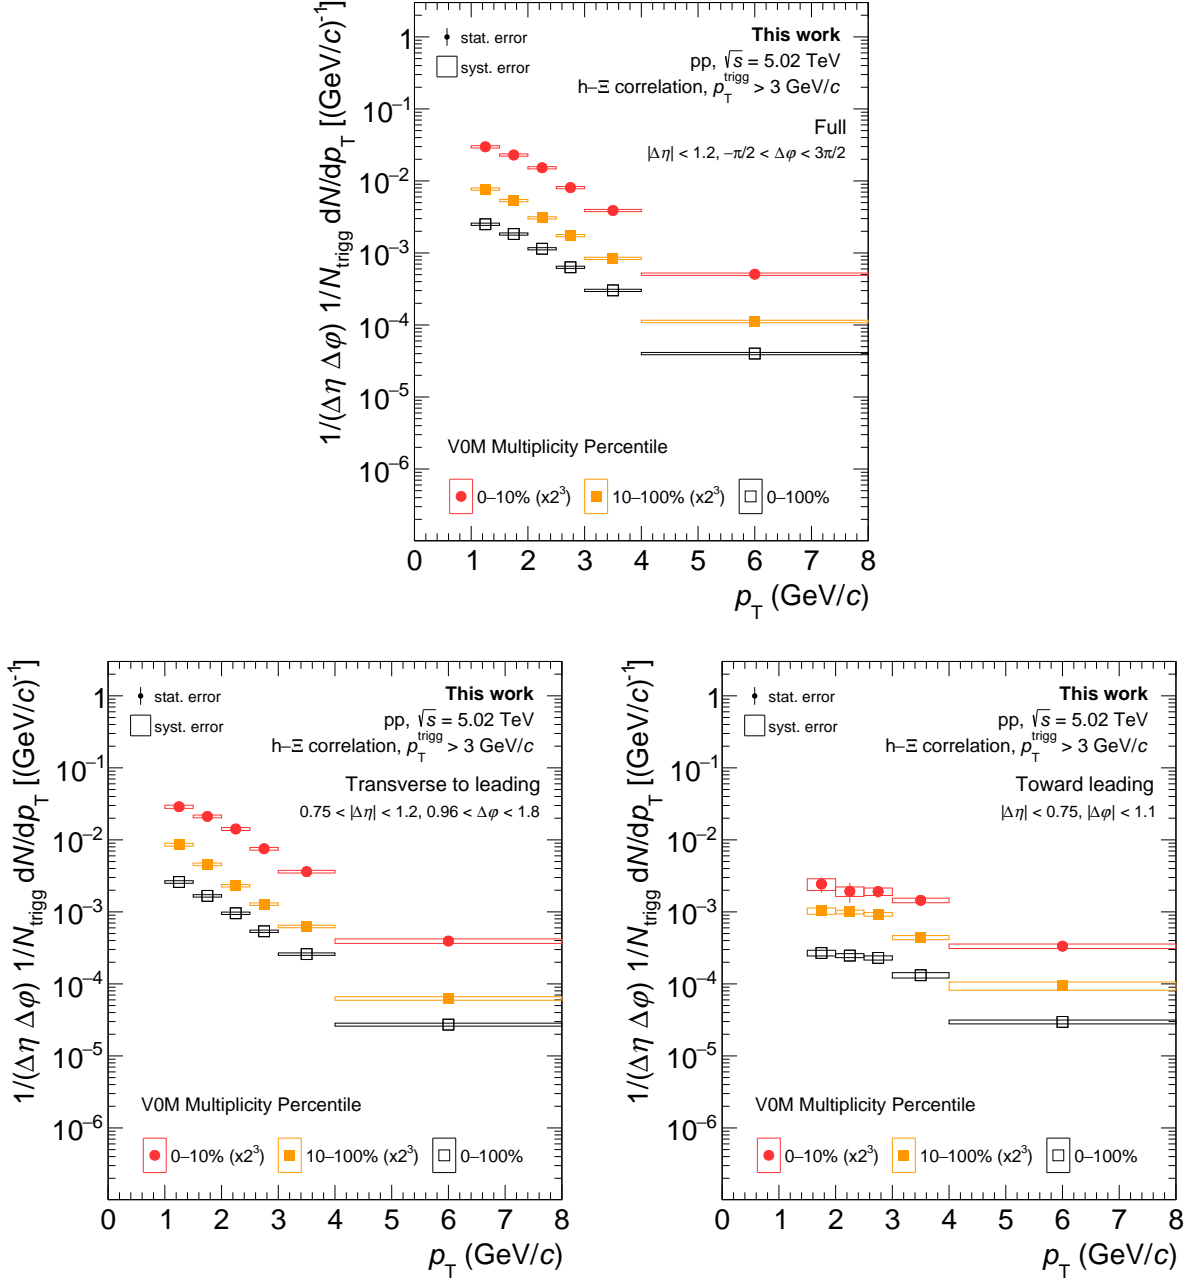 1/(Δη Δφ) 1/N_trigg dN/dp_T [(GeV/c)^-1]
1
10^−1
10^−2
10^−3
10^−4
10^−5
10^−6
stat. error
syst. error
This work
pp, √s = 5.02 TeV
h–Ξ correlation, p_T^trigg > 3 GeV/c
Full
|Δη| < 1.2, −π/2 < Δφ < 3π/2
V0M Multiplicity Percentile
0–10% (x2^3) 10–100% (x2^3) 0–100%
0 1 2 3 4 5 6 7 8
p_T (GeV/c)
1/(Δη Δφ) 1/N_trigg dN/dp_T [(GeV/c)^-1]
1
10^−1
10^−2
10^−3
10^−4
10^−5
10^−6
stat. error
syst. error
This work
pp, √s = 5.02 TeV
h–Ξ correlation, p_T^trigg > 3 GeV/c
Transverse to leading
0.75 < |Δη| < 1.2, 0.96 < Δφ < 1.8
V0M Multiplicity Percentile
0–10% (x2^3) 10–100% (x2^3) 0–100%
0 1 2 3 4 5 6 7 8
p_T (GeV/c)
1/(Δη Δφ) 1/N_trigg dN/dp_T [(GeV/c)^-1]
1
10^−1
10^−2
10^−3
10^−4
10^−5
10^−6
stat. error
syst. error
This work
pp, √s = 5.02 TeV
h–Ξ correlation, p_T^trigg > 3 GeV/c
Toward leading
|Δη| < 0.75, |Δφ| < 1.1
V0M Multiplicity Percentile
0–10% (x2^3) 10–100% (x2^3) 0–100%
0 1 2 3 4 5 6 7 8
p_T (GeV/c)